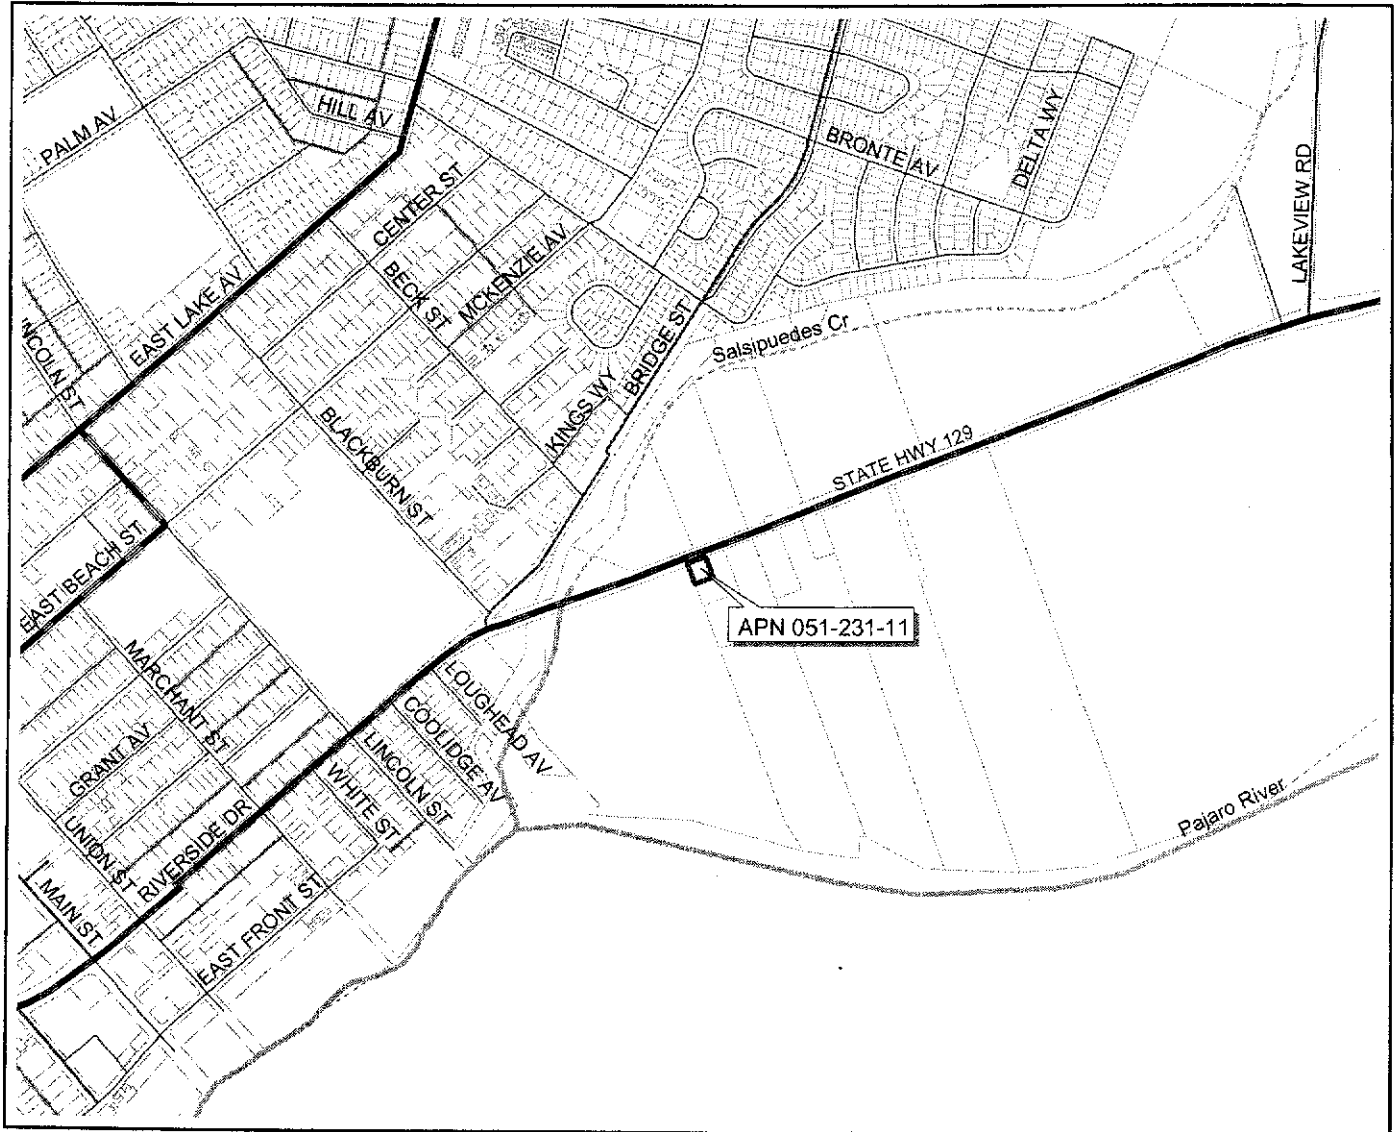 HILL AV
PALM AV
BRONTE AV
DELTA WY
LAKEVIEW RD
CENTER ST
BECK ST
MCKENZIE AV
EAST LAKE AV
NCOLN ST
BRIDGE ST
Salsipuedes Cr
KINGS WY
BLACKBURN ST
STATE HWY 129
EAST BEACH ST
APN 051-231-11
MARCHANT ST
LOUGHEAD AV
COOLIDGE AV
LINCOLN ST
WHITE ST
GRANT AV
UNION ST
RIVERSIDE DR
MAIN ST
EAST FRONT ST
Pajaro River